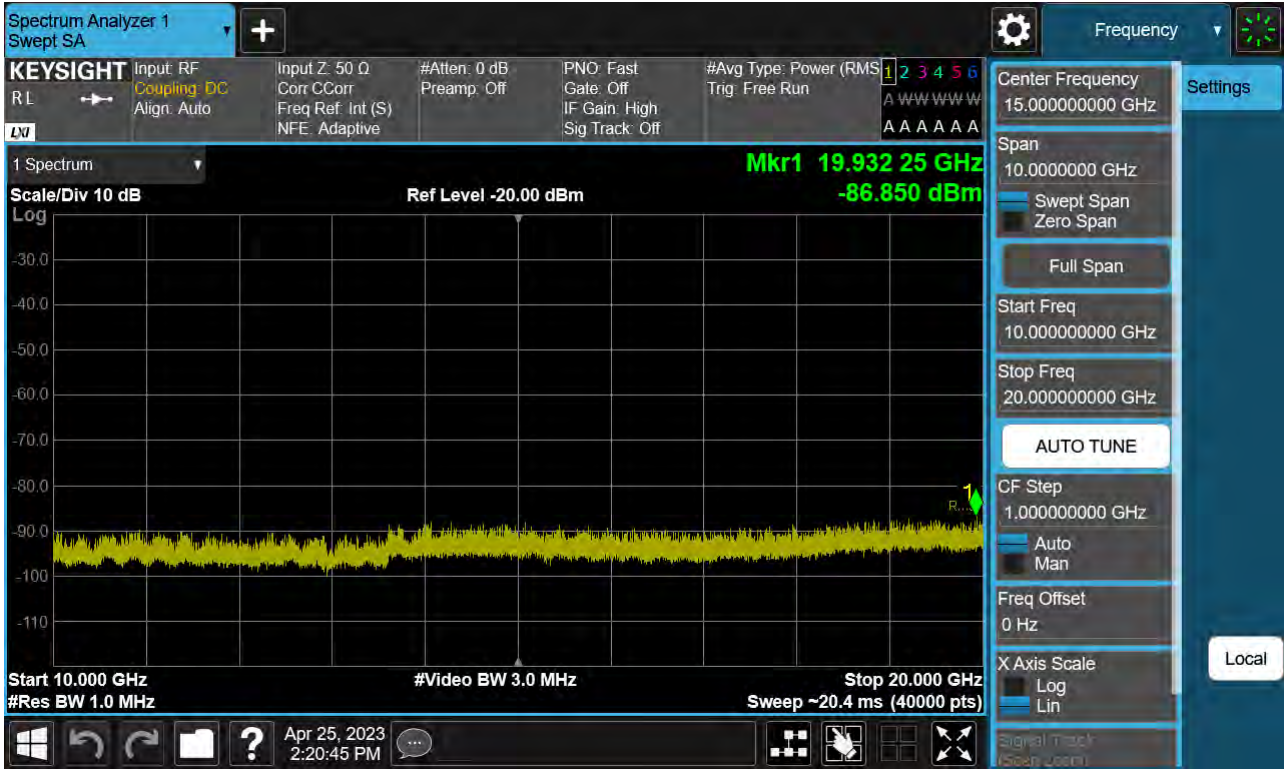 Spectrum Analyzer 1
Swept SA
Frequency
KEYSIGHT
R L
LXI
Input: RF
Coupling: DC
Align: Auto
Input Z: 50 Ω
Corr CCorr
Freq Ref: Int (S)
NFE: Adaptive
#Atten: 0 dB
Preamp: Off
PNO: Fast
Gate: Off
IF Gain: High
Sig Track: Off
#Avg Type: Power (RMS
Trig: Free Run
1 2 3 4 5 6
A W W W W W
A A A A A A
1 Spectrum
Scale/Div 10 dB
Log
Ref Level -20.00 dBm
Mkr1 19.932 25 GHz
-86.850 dBm
-30.0
-40.0
-50.0
-60.0
-70.0
-80.0
-90.0
-100
-110
1
R...
Start 10.000 GHz
#Res BW 1.0 MHz
#Video BW 3.0 MHz
Stop 20.000 GHz
Sweep ~20.4 ms (40000 pts)
Center Frequency
15.000000000 GHz
Span
10.0000000 GHz
Swept Span
Zero Span
Full Span
Start Freq
10.000000000 GHz
Stop Freq
20.000000000 GHz
AUTO TUNE
CF Step
1.000000000 GHz
Auto
Man
Freq Offset
0 Hz
X Axis Scale
Log
Lin
Signal Track
(Span Zoom)
Settings
Local
?
Apr 25, 2023
2:20:45 PM